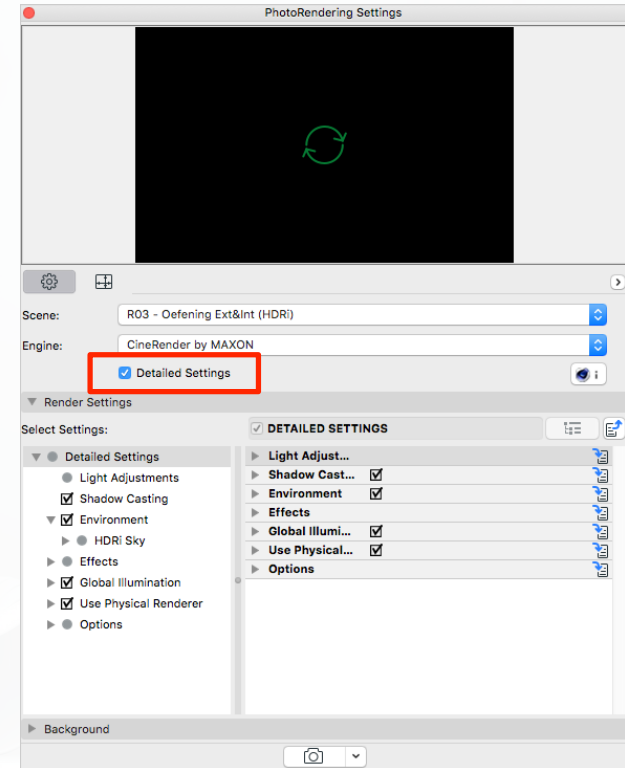 PhotoRendering Settings
Scene: R03 - Oefening Ext&Int (HDRi)
Engine: CineRender by MAXON
Detailed Settings
i
Render Settings
Select Settings:
DETAILED SETTINGS
Detailed Settings
Light Adjustments
Shadow Casting
Environment
HDRi Sky
Effects
Global Illumination
Use Physical Renderer
Options
Light Adjust...
Shadow Cast...
Environment
Effects
Global Illumi...
Use Physical...
Options
Background